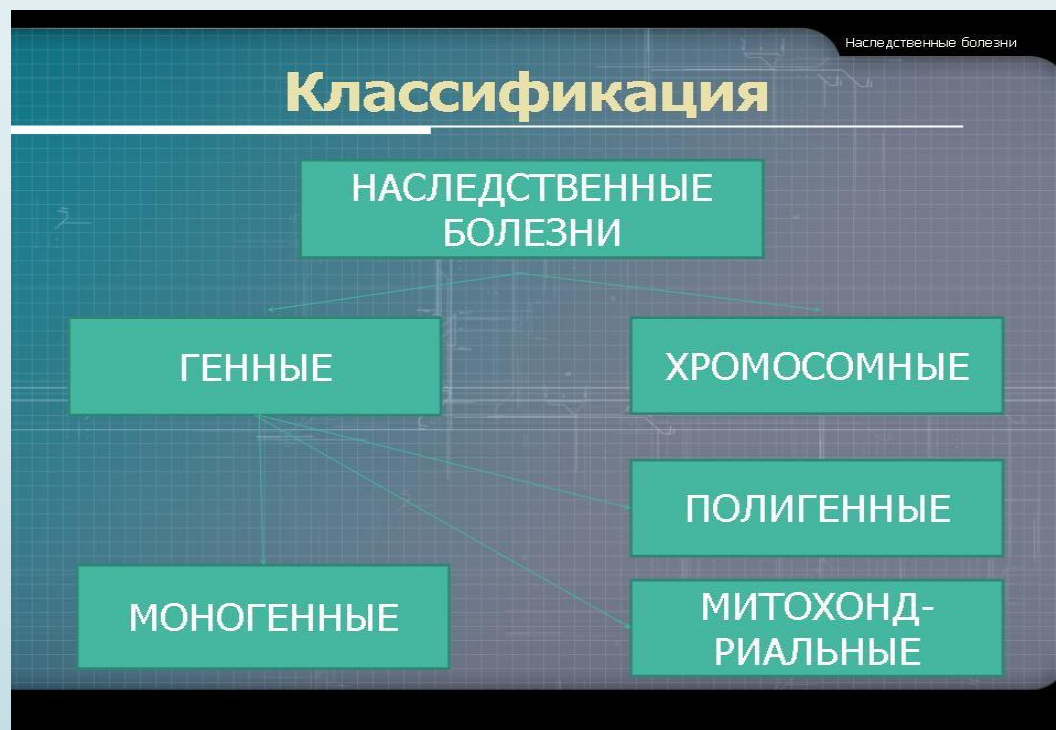 Наследственные болезни
Классификация
НАСЛЕДСТВЕННЫЕ
БОЛЕЗНИ
ГЕННЫЕ
ХРОМОСОМНЫЕ
ПОЛИГЕННЫЕ
МОНОГЕННЫЕ
МИТОХОНД-
РИАЛЬНЫЕ